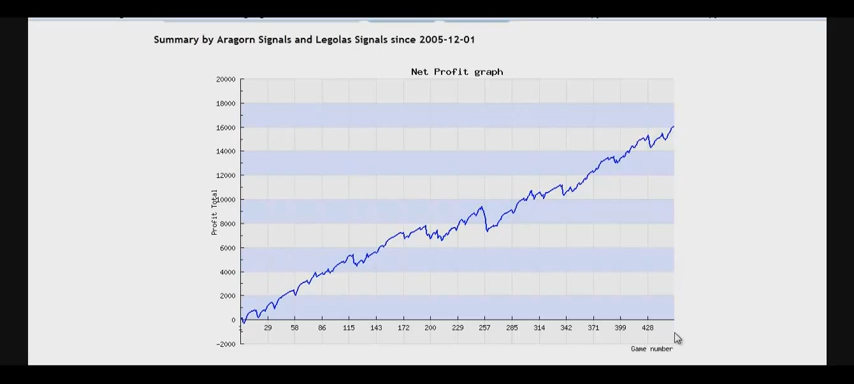 Summary by Aragorn Signals and Legolas Signals since 2005-12-01
Net Profit graph
20000
18000
16000
14000
12000
10000
8000
6000
4000
2000
0
-2000
Profit Total
29 58 86 115 143 172 200 229 257 285 314 342 371 399 428
Game number